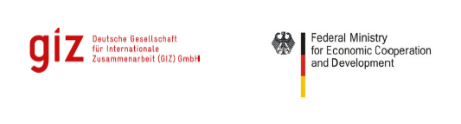 giz
Deutsche Gesellschaft
für Internationale
Zusammenarbeit (GIZ) GmbH
Federal Ministry
for Economic Cooperation
and Development